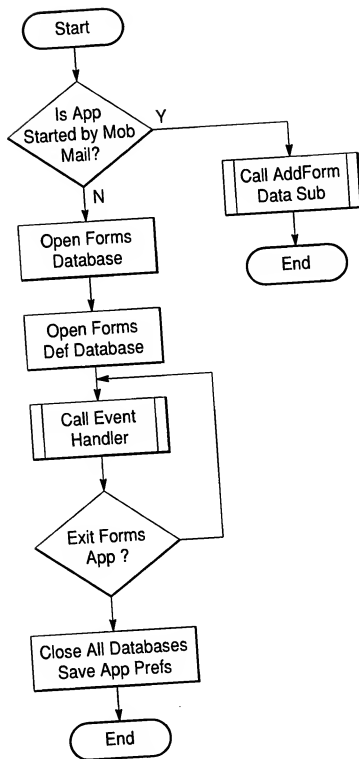 Start
Is App
Started by Mob
Mail?
Y
N
Call AddForm
Data Sub
End
Open Forms
Database
Open Forms
Def Database
Call Event
Handler
Exit Forms
App ?
Close All Databases
Save App Prefs
End